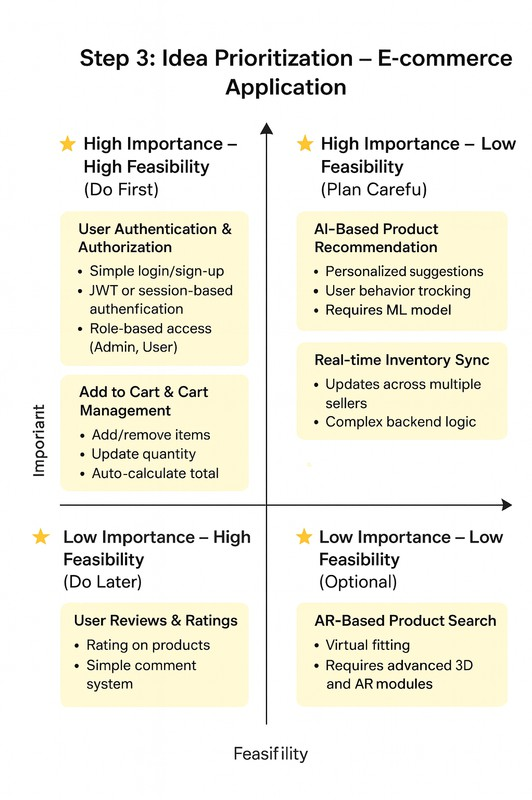 Step 3: Idea Prioritization – E-commerce
Application
High Importance –
High Feasibility
(Do First)
User Authentication &
Authorization
• Simple login/sign-up
• JWT or session-based
authenfication
• Role-based access
(Admin, User)
Add to Cart & Cart
Management
• Add/remove items
• Update quantity
• Auto-calculate total
High Importance – Low
Feasibility
(Plan Carefu)
AI-Based Product
Recommendation
• Personalized suggestions
• User behavior trocking
• Requires ML model
Real-time Inventory Sync
• Updates across multiple
sellers
• Complex backend logic
Imporiant
Low Importance – High
Feasibility
(Do Later)
User Reviews & Ratings
• Rating on products
• Simple comment
system
Low Importance – Low
Feasibility
(Optional)
AR-Based Product Search
• Virtual fitting
• Requires advanced 3D
and AR modules
Feasifility